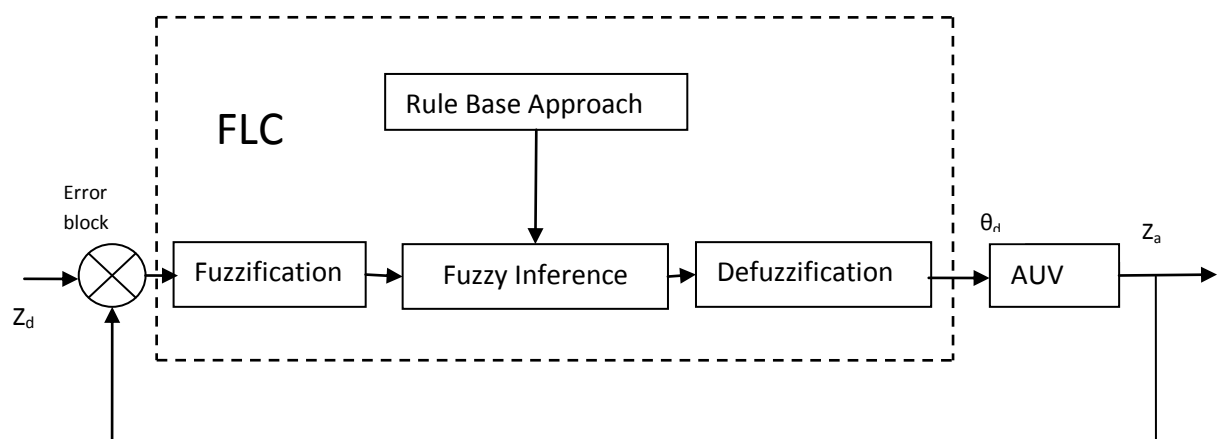 Rule Base Approach
FLC
Error
block
Fuzzification
Fuzzy Inference
Defuzzification
θd
AUV
Za
Zd